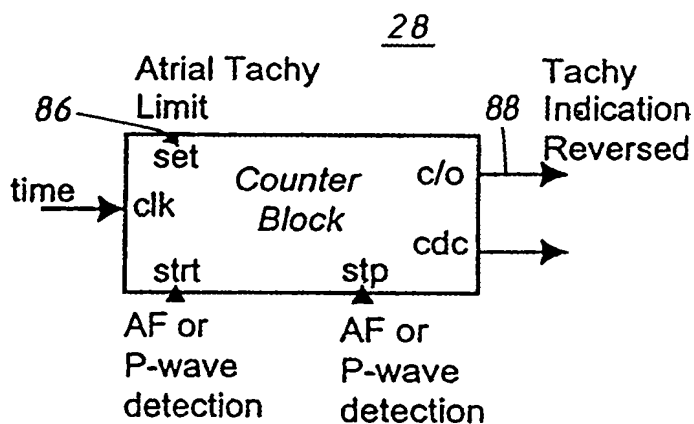 28
Atrial Tachy
Limit
86
set
time
clk
Counter
Block
c/o
cdc
88
Tachy
Indication
Reversed
strt
stp
AF or
P-wave
detection
AF or
P-wave
detection